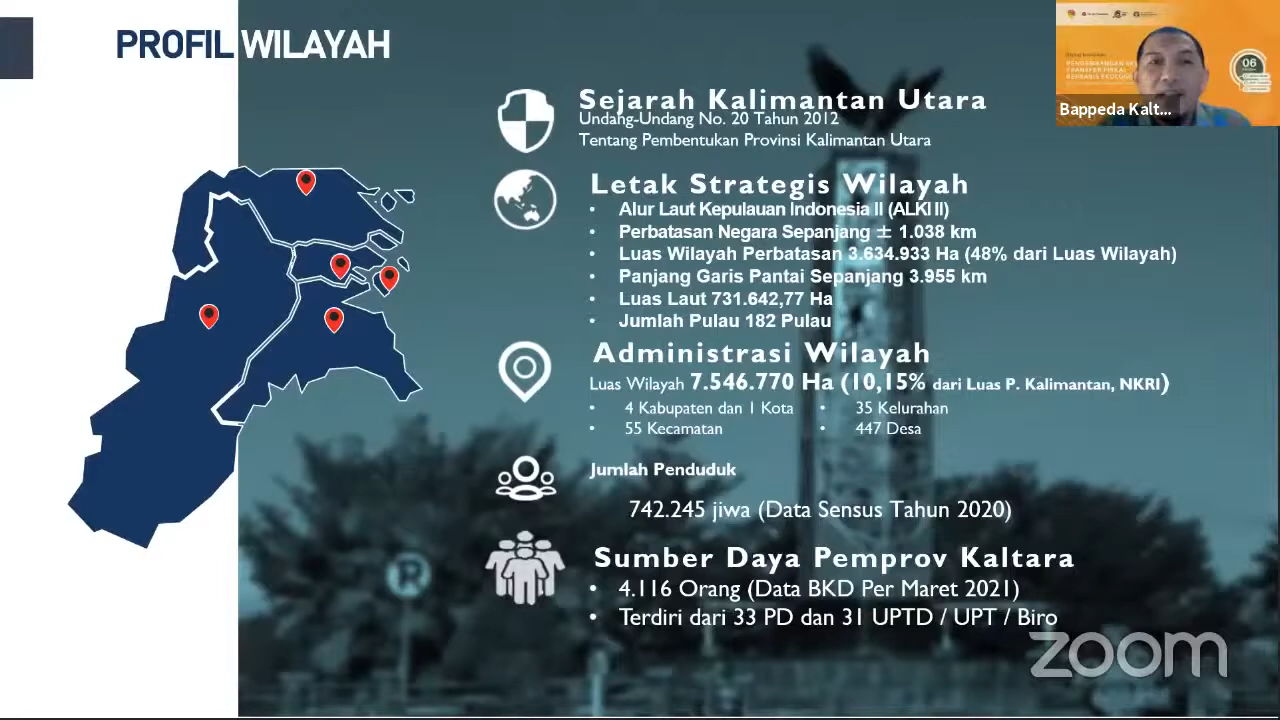 PROFIL WILAYAH
Sejarah Kalimantan Utara
Undang-Undang No. 20 Tahun 2012
Tentang Pembentukan Provinsi Kalimantan Utara
Letak Strategis Wilayah
• Alur Laut Kepulauan Indonesia II (ALKI II)
• Perbatasan Negara Sepanjang ± 1.038 km
• Luas Wilayah Perbatasan 3.634.933 Ha (48% dari Luas Wilayah)
• Panjang Garis Pantai Sepanjang 3.955 km
• Luas Laut 731.642,77 Ha
• Jumlah Pulau 182 Pulau
Administrasi Wilayah
Luas Wilayah 7.546.770 Ha (10,15% dari Luas P. Kalimantan, NKRI)
• 4 Kabupaten dan 1 Kota • 35 Kelurahan
• 55 Kecamatan • 447 Desa
Jumlah Penduduk
742.245 jiwa (Data Sensus Tahun 2020)
Sumber Daya Pemprov Kaltara
• 4.116 Orang (Data BKD Per Maret 2021)
• Terdiri dari 33 PD dan 31 UPTD / UPT / Biro
R
06
Bappeda Kalt...
zoom